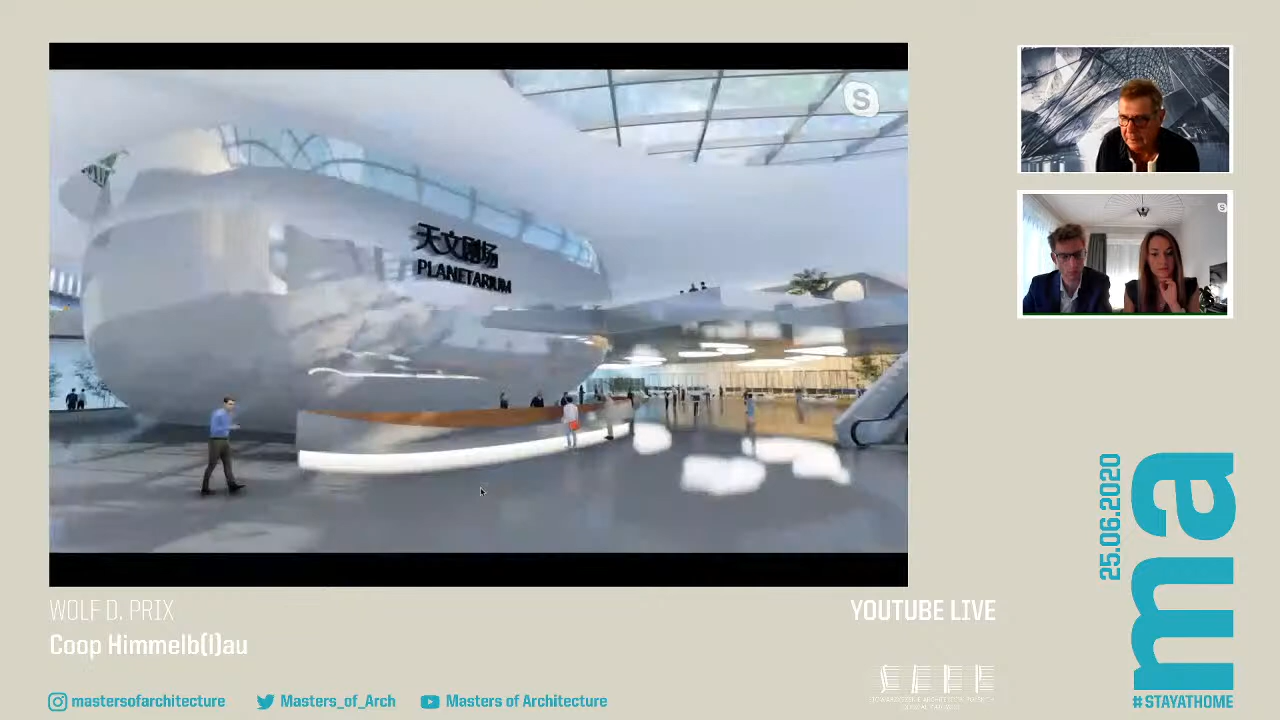 天文剧场
PLANETARIUM
WOLF D. PRIX
Coop Himmelb(l)au
YOUTUBE LIVE
mastersofarchitecture
Masters_of_Arch
Masters of Architecture
25.06.2020
ma
#STAYATHOME